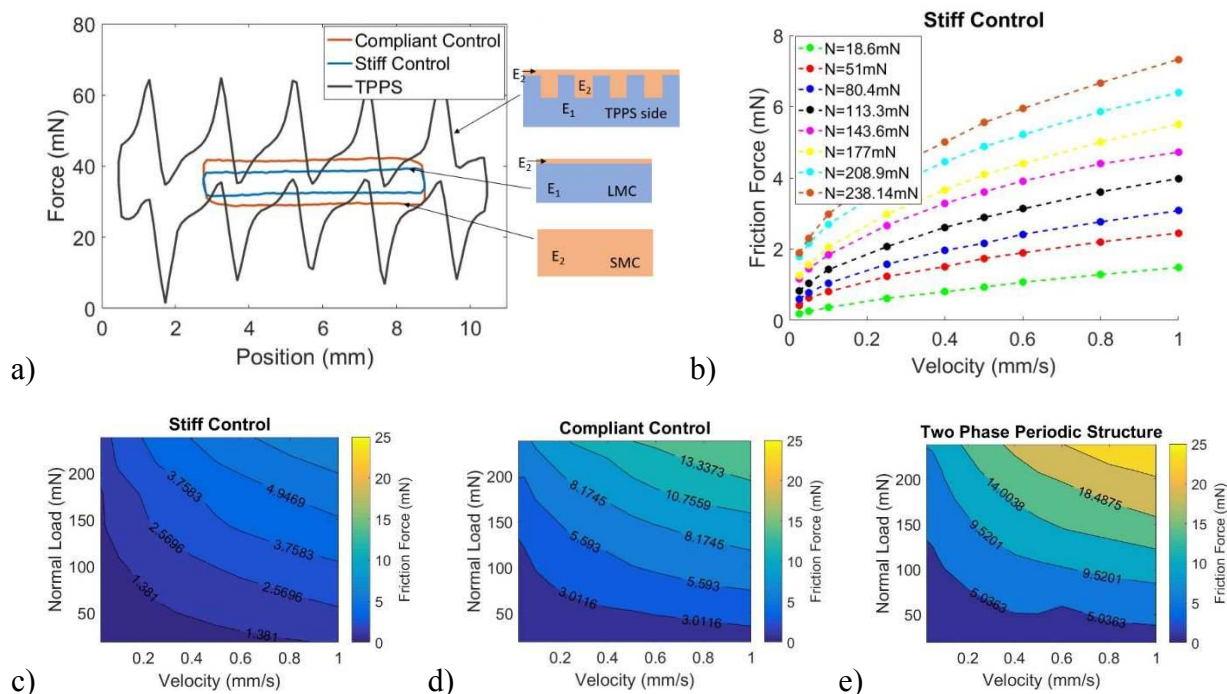 80
60
40
20
0
Force (mN)
0 2 4 6 8 10
Position (mm)
Compliant Control
Stiff Control
TPPS
E2
E2
E1
TPPS side
E2
E1
LMC
E2
SMC
a)
Stiff Control
8
6
4
2
0
Friction Force (mN)
N=18.6mN
N=51mN
N=80.4mN
N=113.3mN
N=143.6mN
N=177mN
N=208.9mN
N=238.14mN
0 0.2 0.4 0.6 0.8 1
Velocity (mm/s)
b)
Stiff Control
200
150
100
50
Normal Load (mN)
4.9469
3.7583
3.7583
2.5696
2.5696
1.381
1.381
0.2 0.4 0.6 0.8 1
Velocity (mm/s)
25
20
15
10
5
0
Friction Force (mN)
c)
Compliant Control
200
150
100
50
Normal Load (mN)
13.3373
10.7559
8.1745
8.1745
5.593
5.593
3.0116
3.0116
0.2 0.4 0.6 0.8 1
Velocity (mm/s)
25
20
15
10
5
0
Friction Force (mN)
d)
Two Phase Periodic Structure
200
150
100
50
Normal Load (mN)
18.4875
14.0038
9.5201
9.5201
5.0363
5.0363
0.2 0.4 0.6 0.8 1
Velocity (mm/s)
25
20
15
10
5
0
Friction Force (mN)
e)